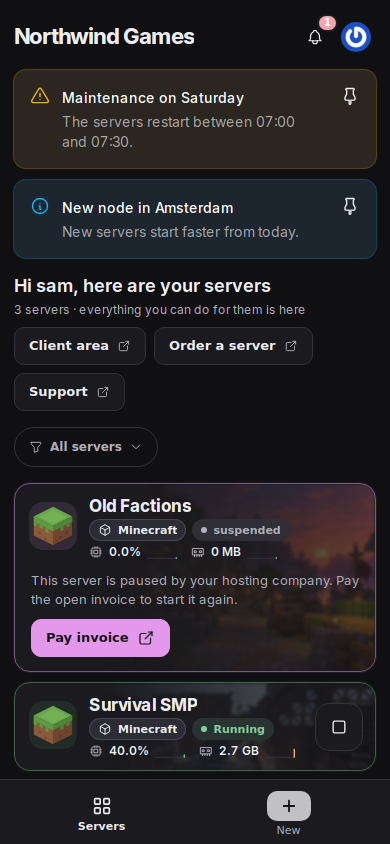 Northwind Games
1
Maintenance on Saturday
The servers restart between 07:00
and 07:30.
New node in Amsterdam
New servers start faster from today.
Hi sam, here are your servers
3 servers · everything you can do for them is here
Client area
Order a server
Support
All servers
Old Factions
Minecraft
suspended
0.0%
0 MB
This server is paused by your hosting company. Pay
the open invoice to start it again.
Pay invoice
Survival SMP
Minecraft
Running
40.0%
2.7 GB
Servers
New